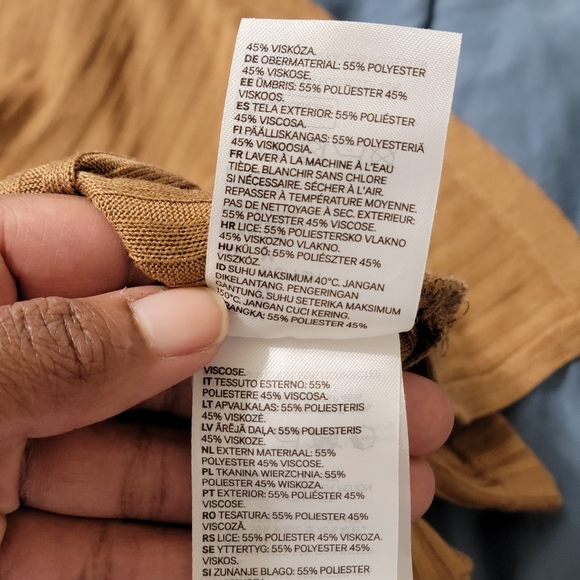 45% VISKÓZA.
DE OBERMATERIAL: 55% POLYESTER
45% VISKOSE.
EE ÜMBRIS: 55% POLÜESTER 45%
VISKOOS.
ES TELA EXTERIOR: 55% POLIÉSTER
45% VISCOSA.
FI PÄÄLLISKANGAS: 55% POLYESTERIÄ
45% VISKOOSIA.
FR LAVER À LA MACHINE À L'EAU
TIÈDE. BLANCHIR SANS CHLORE
SI NÉCESSAIRE. SÉCHER À L'AIR.
REPASSER À TEMPÉRATURE MOYENNE.
PAS DE NETTOYAGE À SEC. EXTERIEUR:
55% POLYESTER 45% VISCOSE.
HR LICE: 55% POLIESTERSKO VLAKNO
45% VISKOZNO VLAKNO.
HU KÜLSŐ: 55% POLIÉSZTER 45%
VISZKÓZ.
ID SUHU MAKSIMUM 40°C. JANGAN
DIKELANTANG. PENGERINGAN
GANTUNG. SUHU SETERIKA MAKSIMUM
150°C. JANGAN CUCI KERING.
RANGKA: 55% POLIESTER 45%
VISCOSE.
IT TESSUTO ESTERNO: 55%
POLIESTERE 45% VISCOSA.
LT APVALKALAS: 55% POLIESTERIS
45% VISKOZĖ.
LV ĀRĒJĀ DAĻA: 55% POLIESTERIS
45% VISKOZE.
NL EXTERN MATERIAAL: 55%
POLYESTER 45% VISCOSE.
PL TKANINA WIERZCHNIA: 55%
POLIESTER 45% WISKOZA.
PT EXTERIOR: 55% POLIÉSTER 45%
VISCOSE.
RO TESATURA: 55% POLIESTER 45%
VISCOZĂ.
RS LICE: 55% POLIESTER 45% VISKOZA.
SE YTTERTYG: 55% POLYESTER 45%
VISKOS.
SI ZUNANJE BLAGO: 55% POLIESTER